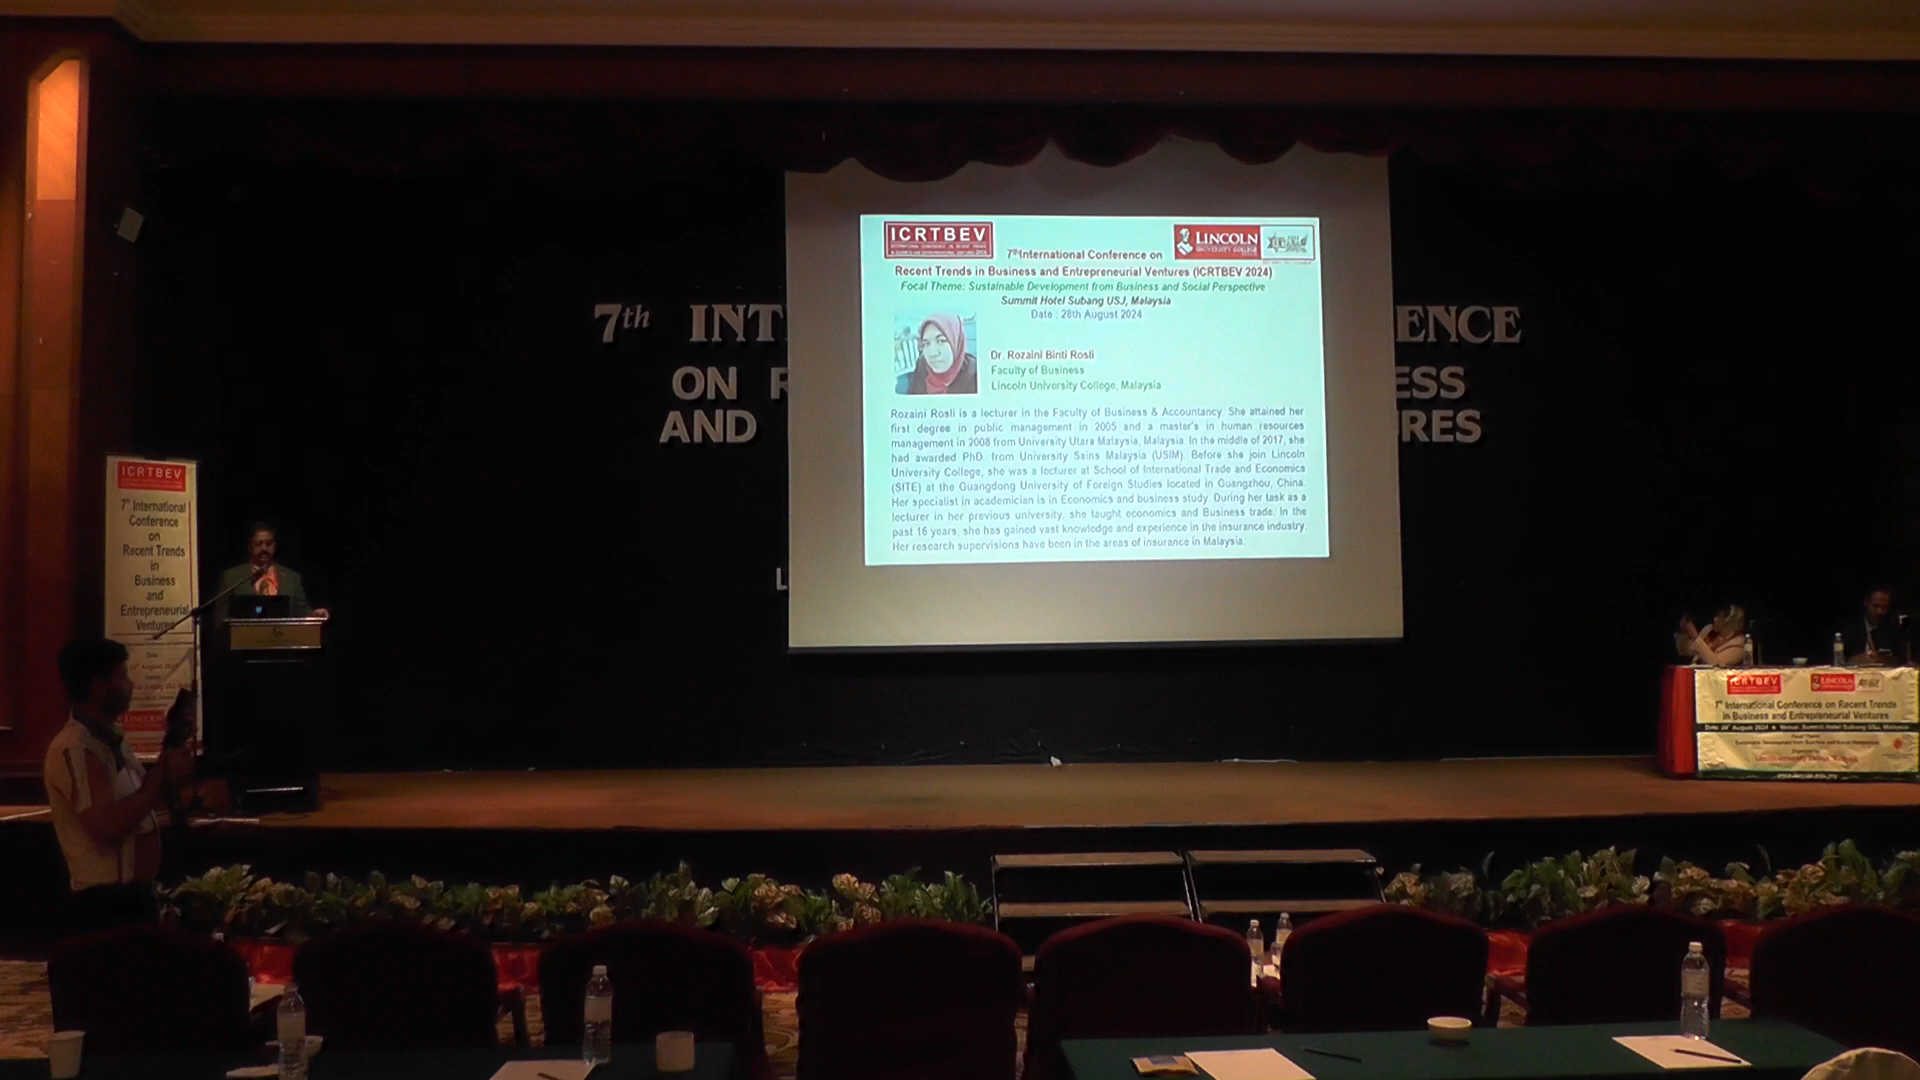 7th INT
ENCE
ON R
ESS
AND
RES
L
ICRTBEV
LINCOLN
UNIVERSITY COLLEGE
7th International Conference on
Recent Trends in Business and Entrepreneurial Ventures (ICRTBEV 2024)
Focal Theme: Sustainable Development from Business and Social Perspective
Summit Hotel Subang USJ, Malaysia
Date : 28th August 2024
Dr. Rozaini Binti Rosli
Faculty of Business
Lincoln University College, Malaysia
Rozaini Rosli is a lecturer in the Faculty of Business & Accountancy. She attained her
first degree in public management in 2005 and a master's in human resources
management in 2008 from University Utara Malaysia, Malaysia. In the middle of 2017, she
had awarded PhD. from University Sains Malaysia (USIM). Before she join Lincoln
University College, she was a lecturer at School of International Trade and Economics
(SITE) at the Guangdong University of Foreign Studies located in Guangzhou, China.
Her specialist in academician is in Economics and business study. During her task as a
lecturer in her previous university, she taught economics and Business trade. In the
past 16 years, she has gained vast knowledge and experience in the insurance industry.
Her research supervisions have been in the areas of insurance in Malaysia.
ICRTBEV
7th International
Conference
on
Recent Trends
in
Business
and
Entrepreneurial
Ventures
LINCOLN
ICRTBEV
LINCOLN
7th International Conference on Recent Trends
in Business and Entrepreneurial Ventures